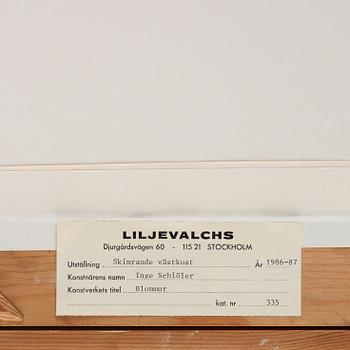 LILJEVALCHS
Djurgårdsvägen 60 - 115 21 STOCKHOLM
Utställning Skimrande västkust År 1986-87
Konstnärens namn Inge Schiöler
Konstverkets titel Blommor
kat. nr 335